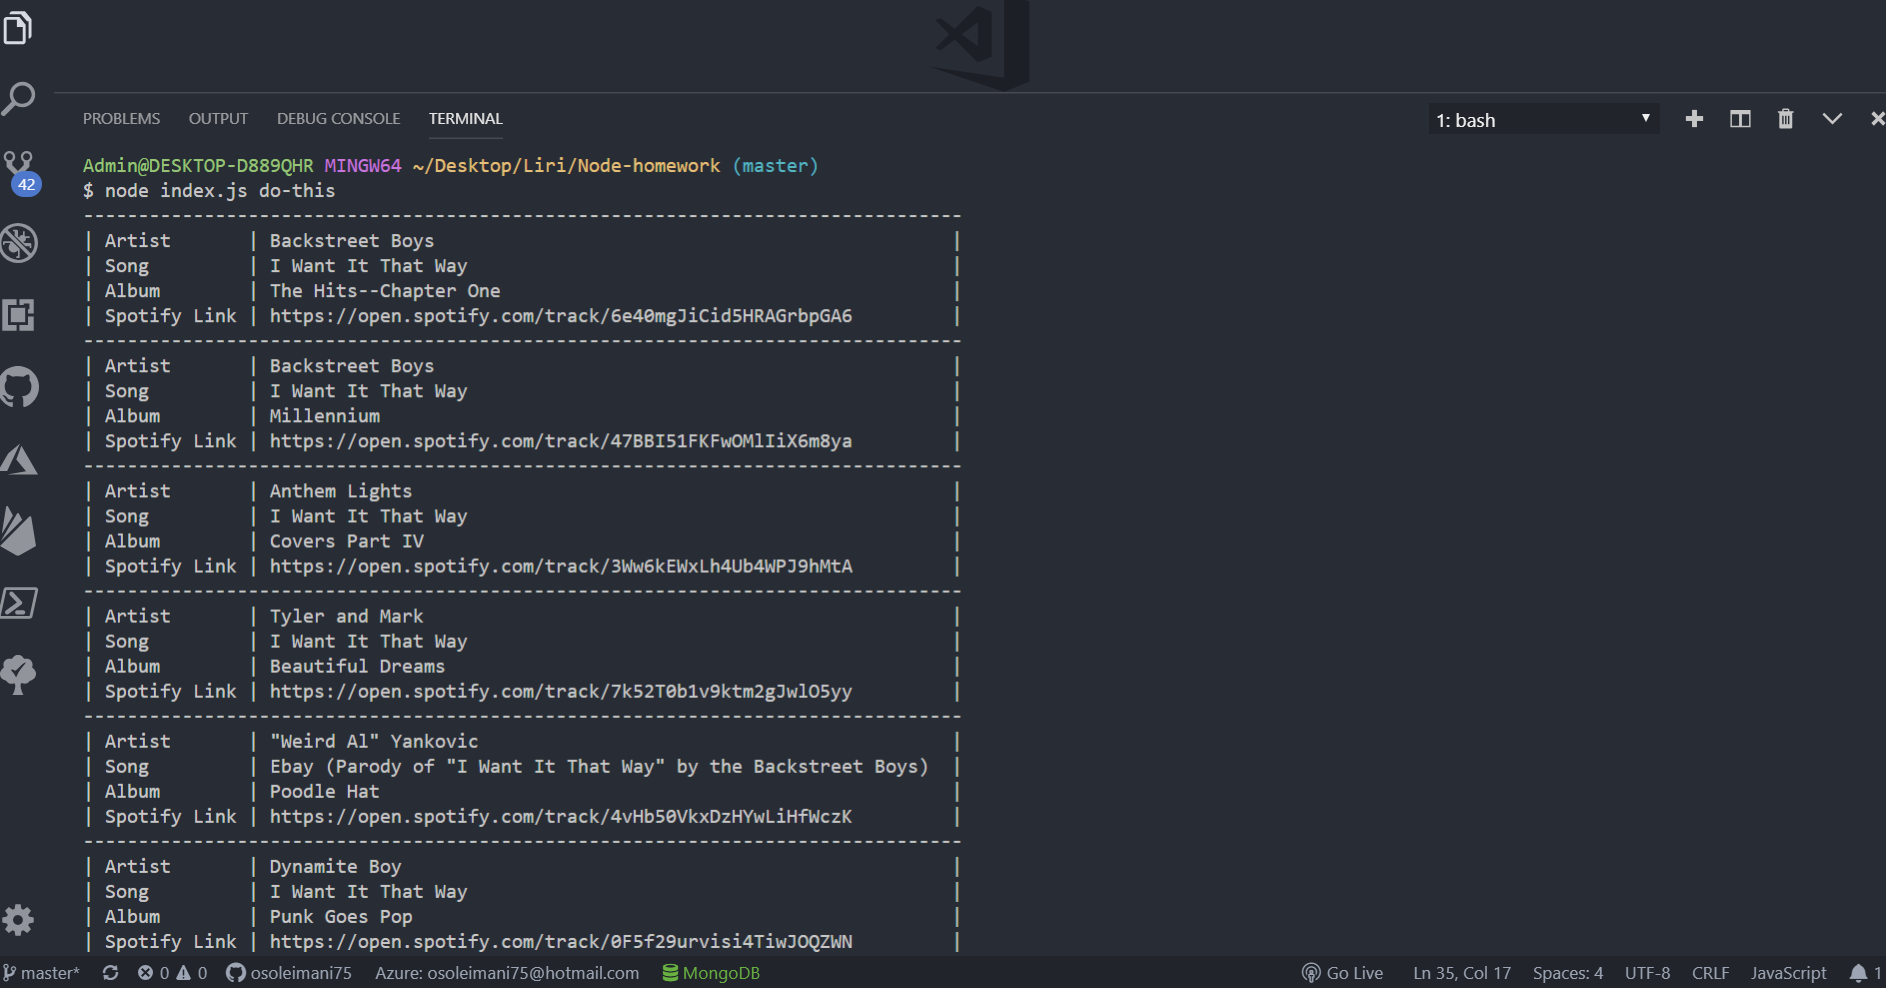 PROBLEMS OUTPUT DEBUG CONSOLE TERMINAL 1: bash
Admin@DESKTOP-D889QHR MINGW64 ~/Desktop/Liri/Node-homework (master)
42
$ node index.js do-this
--------------------------------------------------------------------------------
| Artist        | Backstreet Boys                                               |
| Song          | I Want It That Way                                            |
| Album         | The Hits--Chapter One                                         |
| Spotify Link | https://open.spotify.com/track/6e40mgJiCid5HRAGrbpGA6         |
--------------------------------------------------------------------------------
| Artist        | Backstreet Boys                                               |
| Song          | I Want It That Way                                            |
| Album         | Millennium                                                    |
| Spotify Link | https://open.spotify.com/track/47BBI51FKFwOMlIiX6m8ya         |
--------------------------------------------------------------------------------
| Artist        | Anthem Lights                                                 |
| Song          | I Want It That Way                                            |
| Album         | Covers Part IV                                                |
| Spotify Link | https://open.spotify.com/track/3Ww6kEWxLh4Ub4WPJ9hMtA         |
--------------------------------------------------------------------------------
| Artist        | Tyler and Mark                                                |
| Song          | I Want It That Way                                            |
| Album         | Beautiful Dreams                                              |
| Spotify Link | https://open.spotify.com/track/7k52T0b1v9ktm2gJwlO5yy         |
--------------------------------------------------------------------------------
| Artist        | "Weird Al" Yankovic                                           |
| Song          | Ebay (Parody of "I Want It That Way" by the Backstreet Boys)  |
| Album         | Poodle Hat                                                    |
| Spotify Link | https://open.spotify.com/track/4vHb50VkxDzHYwLiHfWczK         |
--------------------------------------------------------------------------------
| Artist        | Dynamite Boy                                                  |
| Song          | I Want It That Way                                            |
| Album         | Punk Goes Pop                                                 |
| Spotify Link | https://open.spotify.com/track/0F5f29urvisi4TiwJOQZWN         |
master* 0 0 osoleimani75 Azure: osoleimani75@hotmail.com MongoDB Go Live Ln 35, Col 17 Spaces: 4 UTF-8 CRLF JavaScript 1